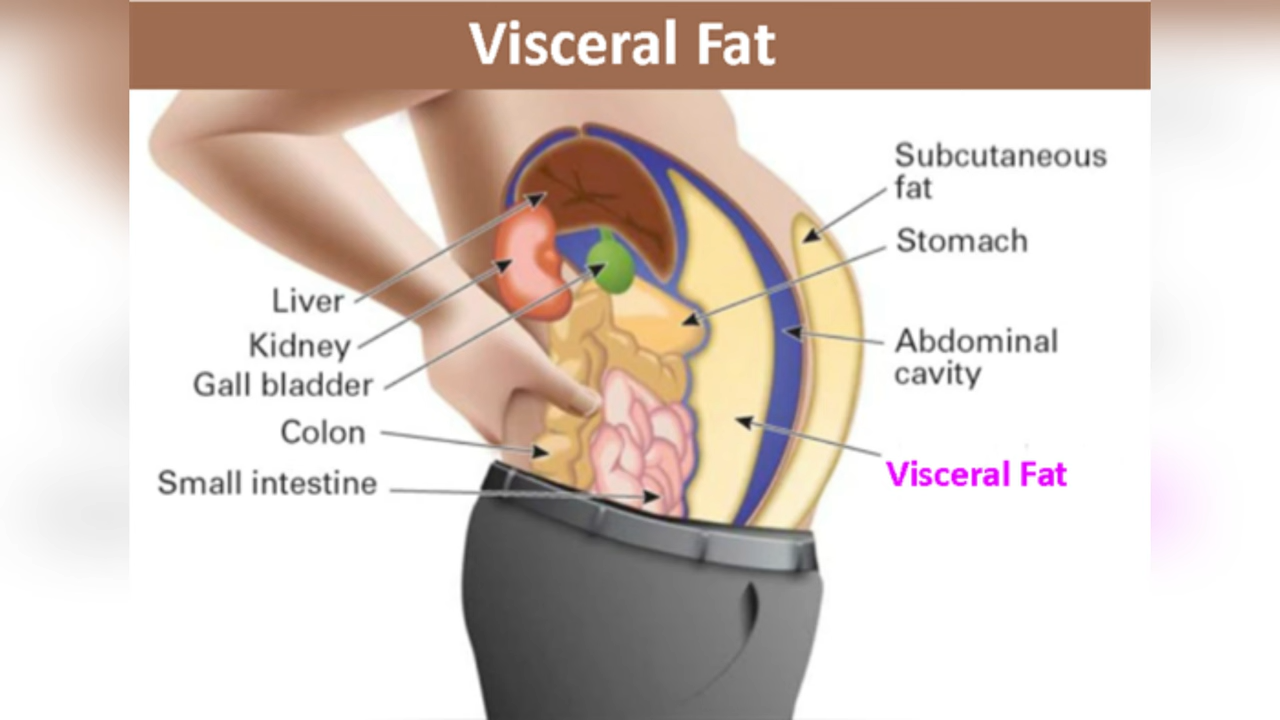 Visceral Fat
Subcutaneous
fat
Stomach
Liver
Kidney
Abdominal
cavity
Gall bladder
Colon
Visceral Fat
Small intestine